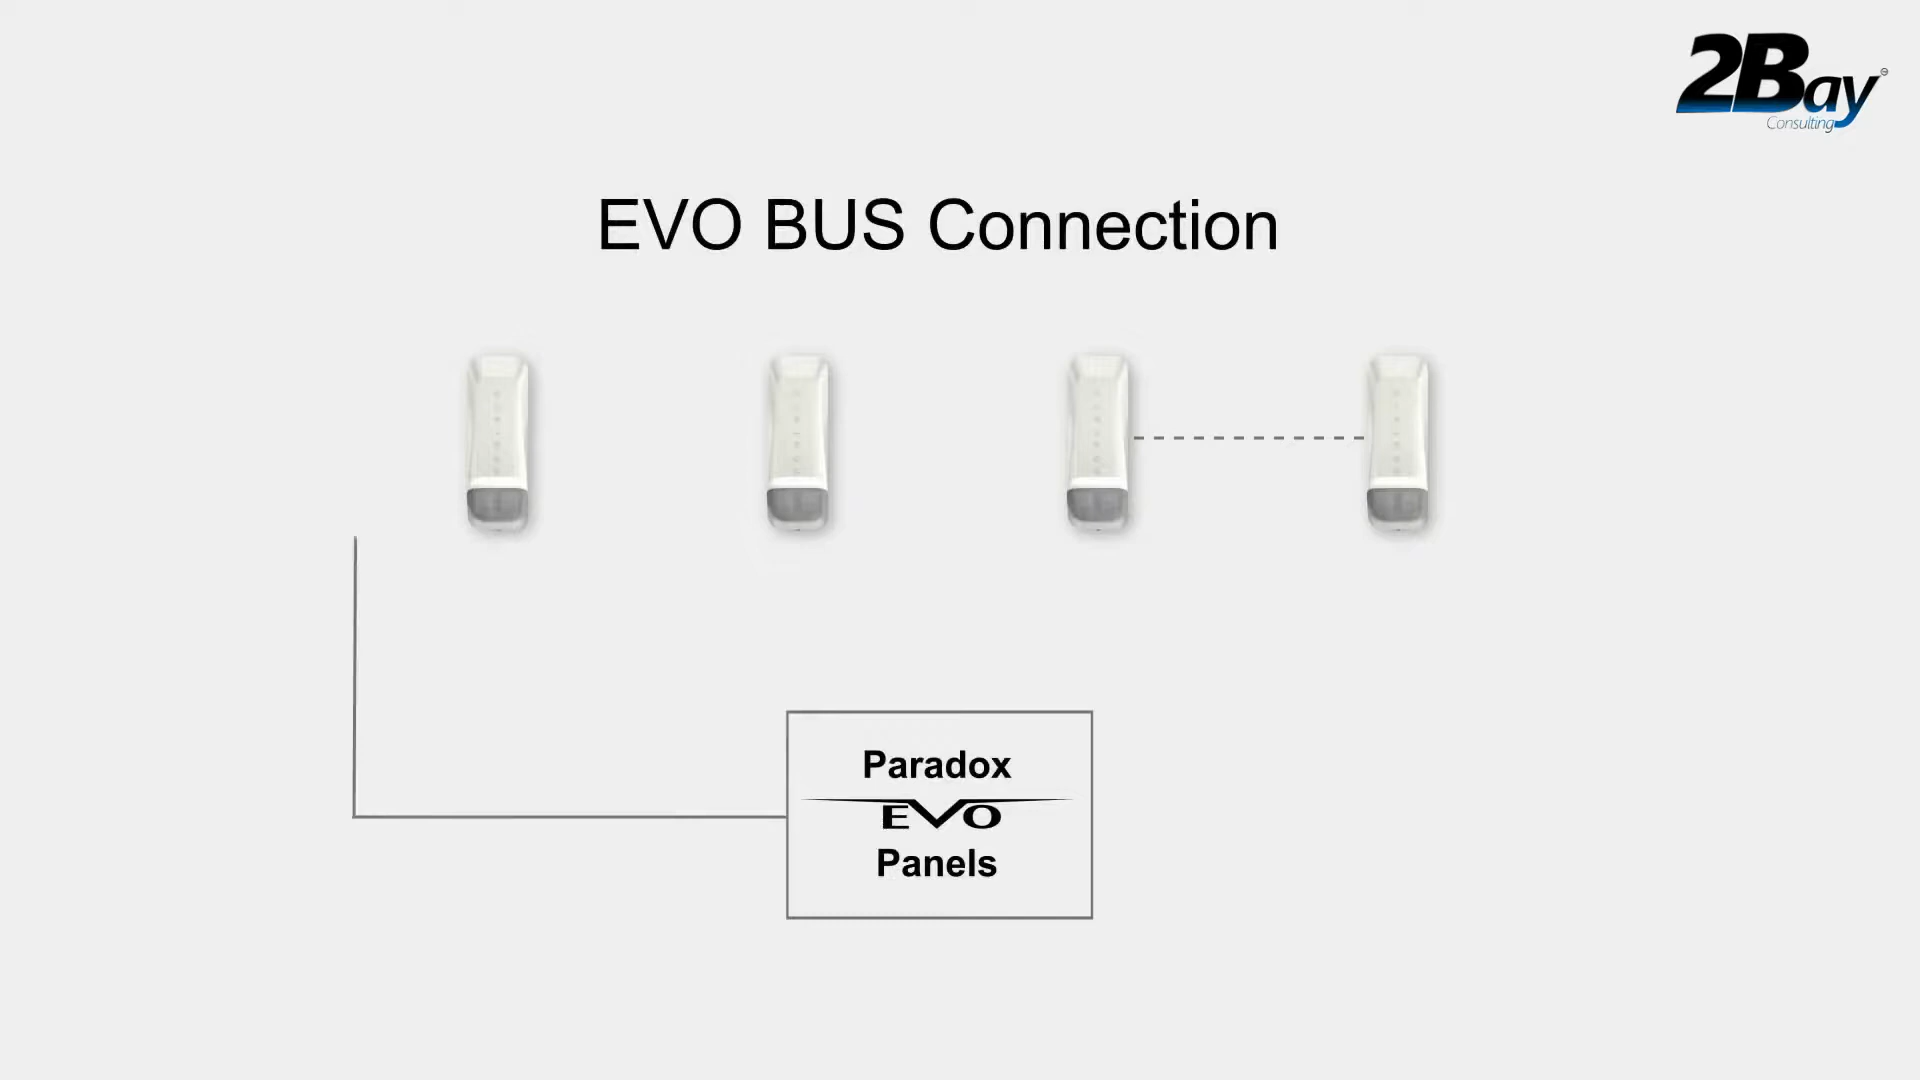 2Bay
Consulting
EVO BUS Connection
Paradox
EVO
Panels